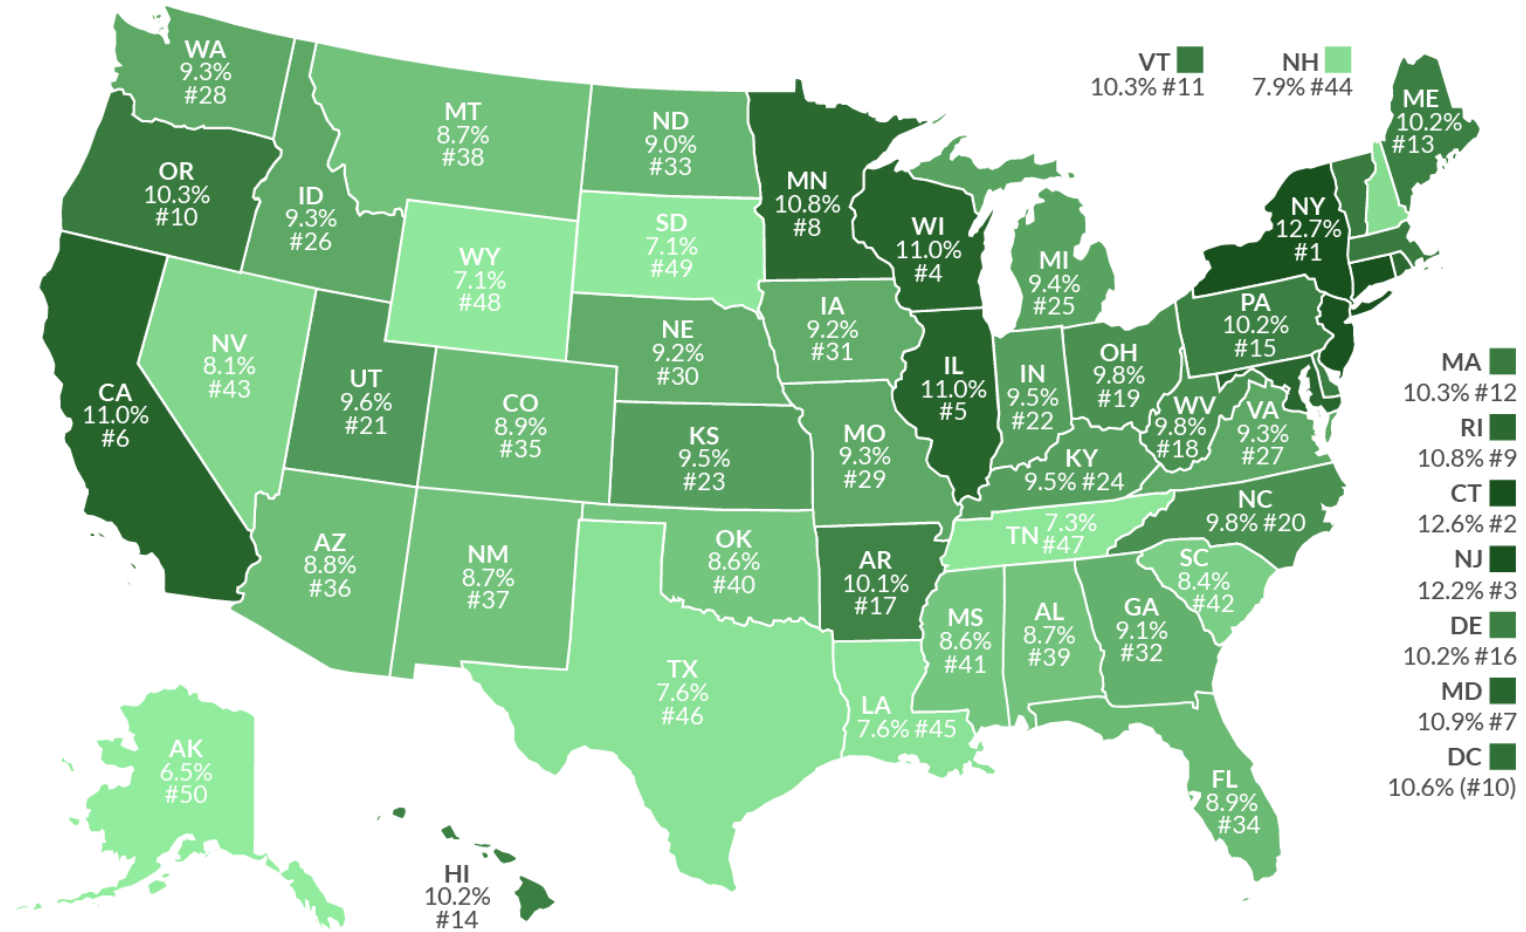 WA
9.3%
#28
MT
8.7%
#38
ND
9.0%
#33
VT
10.3% #11
NH
7.9% #44
ME
10.2%
#13
OR
10.3%
#10
ID
9.3%
#26
MN
10.8%
#8
WI
11.0%
#4
NY
12.7%
#1
SD
7.1%
#49
WY
7.1%
#48
MI
9.4%
#25
IA
9.2%
#31
PA
10.2%
#15
NE
9.2%
#30
NV
8.1%
#43
UT
9.6%
#21
CA
11.0%
#6
CO
8.9%
#35
IL
11.0%
#5
IN
9.5%
#22
OH
9.8%
#19
WV
9.8%
#18
VA
9.3%
#27
MA
10.3% #12
RI
10.8% #9
CT
12.6% #2
NJ
12.2% #3
DE
10.2% #16
MD
10.9% #7
DC
10.6% (#10)
KS
9.5%
#23
MO
9.3%
#29
KY
9.5% #24
NC
9.8% #20
TN 7.3%
#47
AZ
8.8%
#36
NM
8.7%
#37
OK
8.6%
#40
AR
10.1%
#17
SC
8.4%
#42
MS
8.6%
#41
AL
8.7%
#39
GA
9.1%
#32
TX
7.6%
#46
LA
7.6% #45
FL
8.9%
#34
AK
6.5%
#50
HI
10.2%
#14